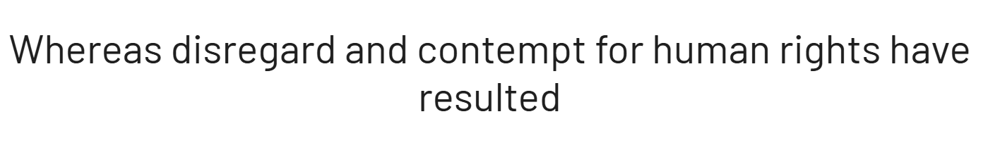 Whereas disregard and contempt for human rights have
resulted